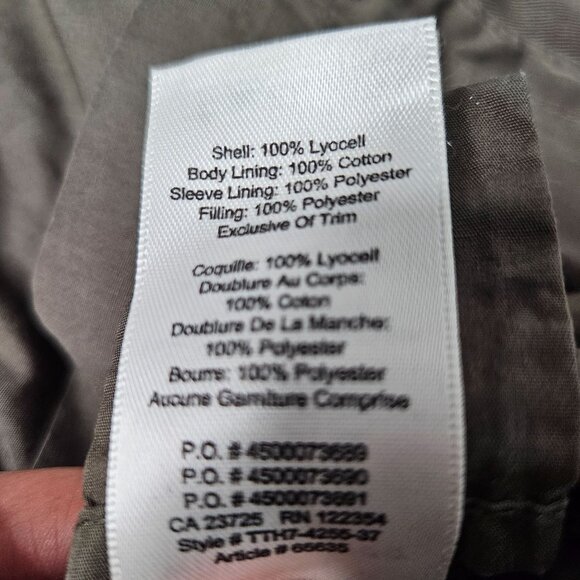 Shell: 100% Lyocell
Body Lining: 100% Cotton
Sleeve Lining: 100% Polyester
Filling: 100% Polyester
Exclusive Of Trim
Coquille: 100% Lyocell
Doublure Au Corps:
100% Coton
Doublure De La Manche:
100% Polyester
Bourre: 100% Polyester
Aucune Garniture Comprise
P.O. # 4500073689
P.O. # 4500073690
P.O. # 4500073691
CA 23725 RN 122354
Style # TTH7-4255-37
Article # 65635